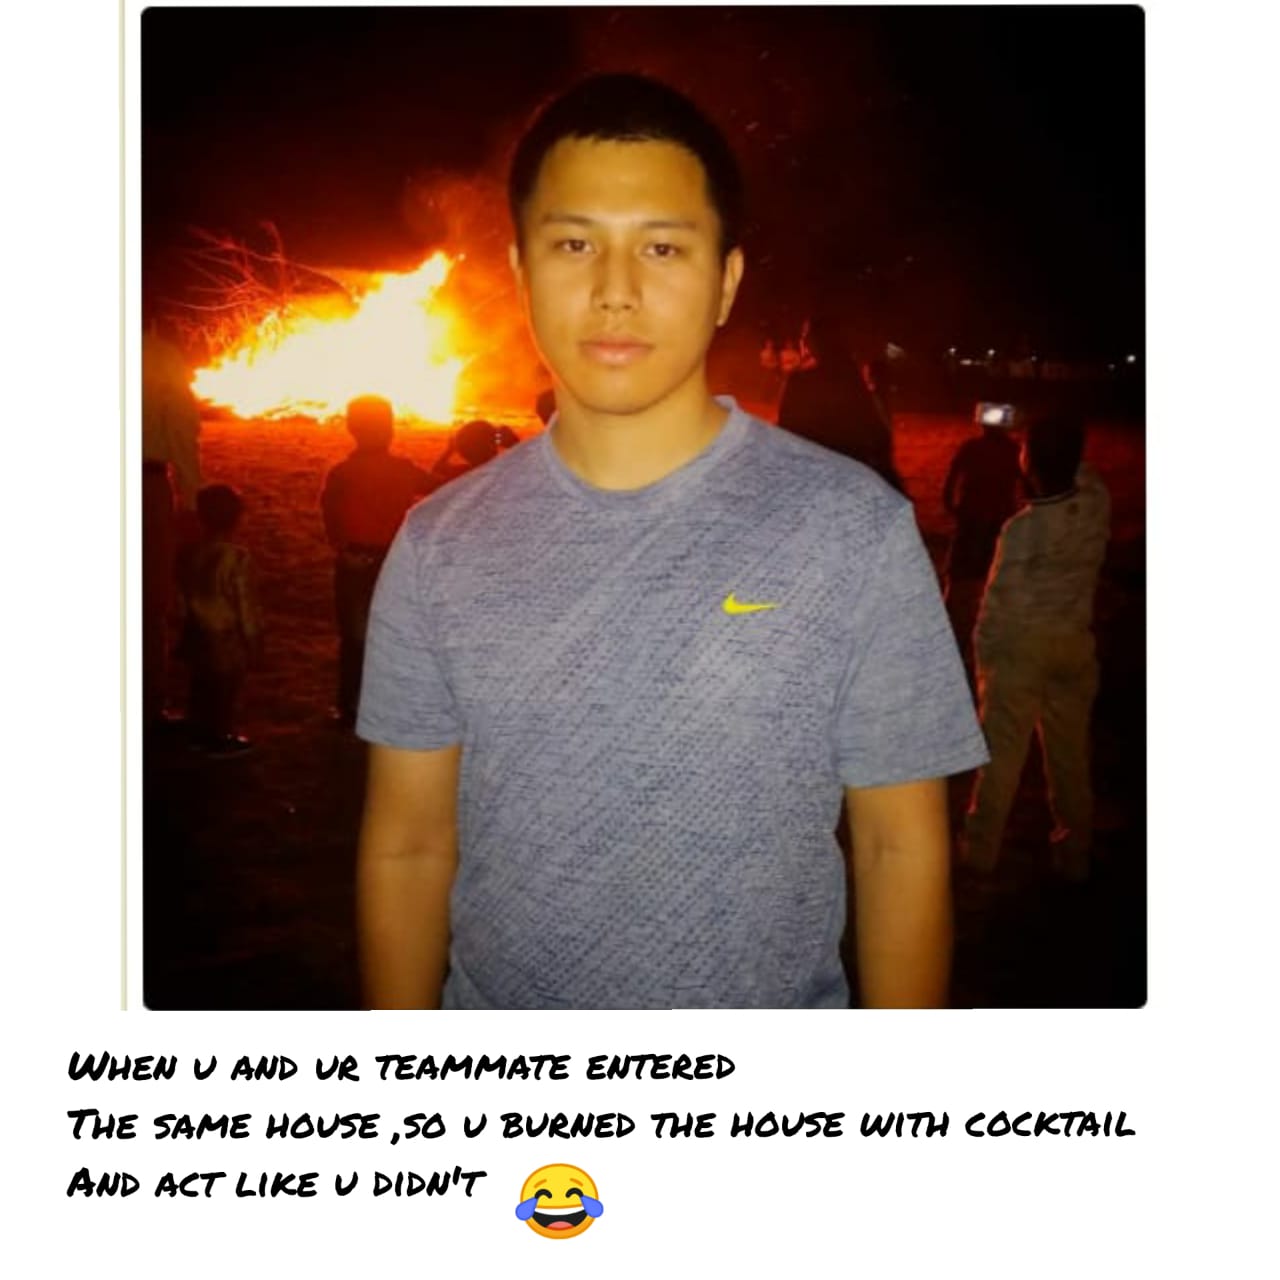 When u and ur teammate entered
The same house ,so u burned the house with cocktail
And act like u didn't 😂